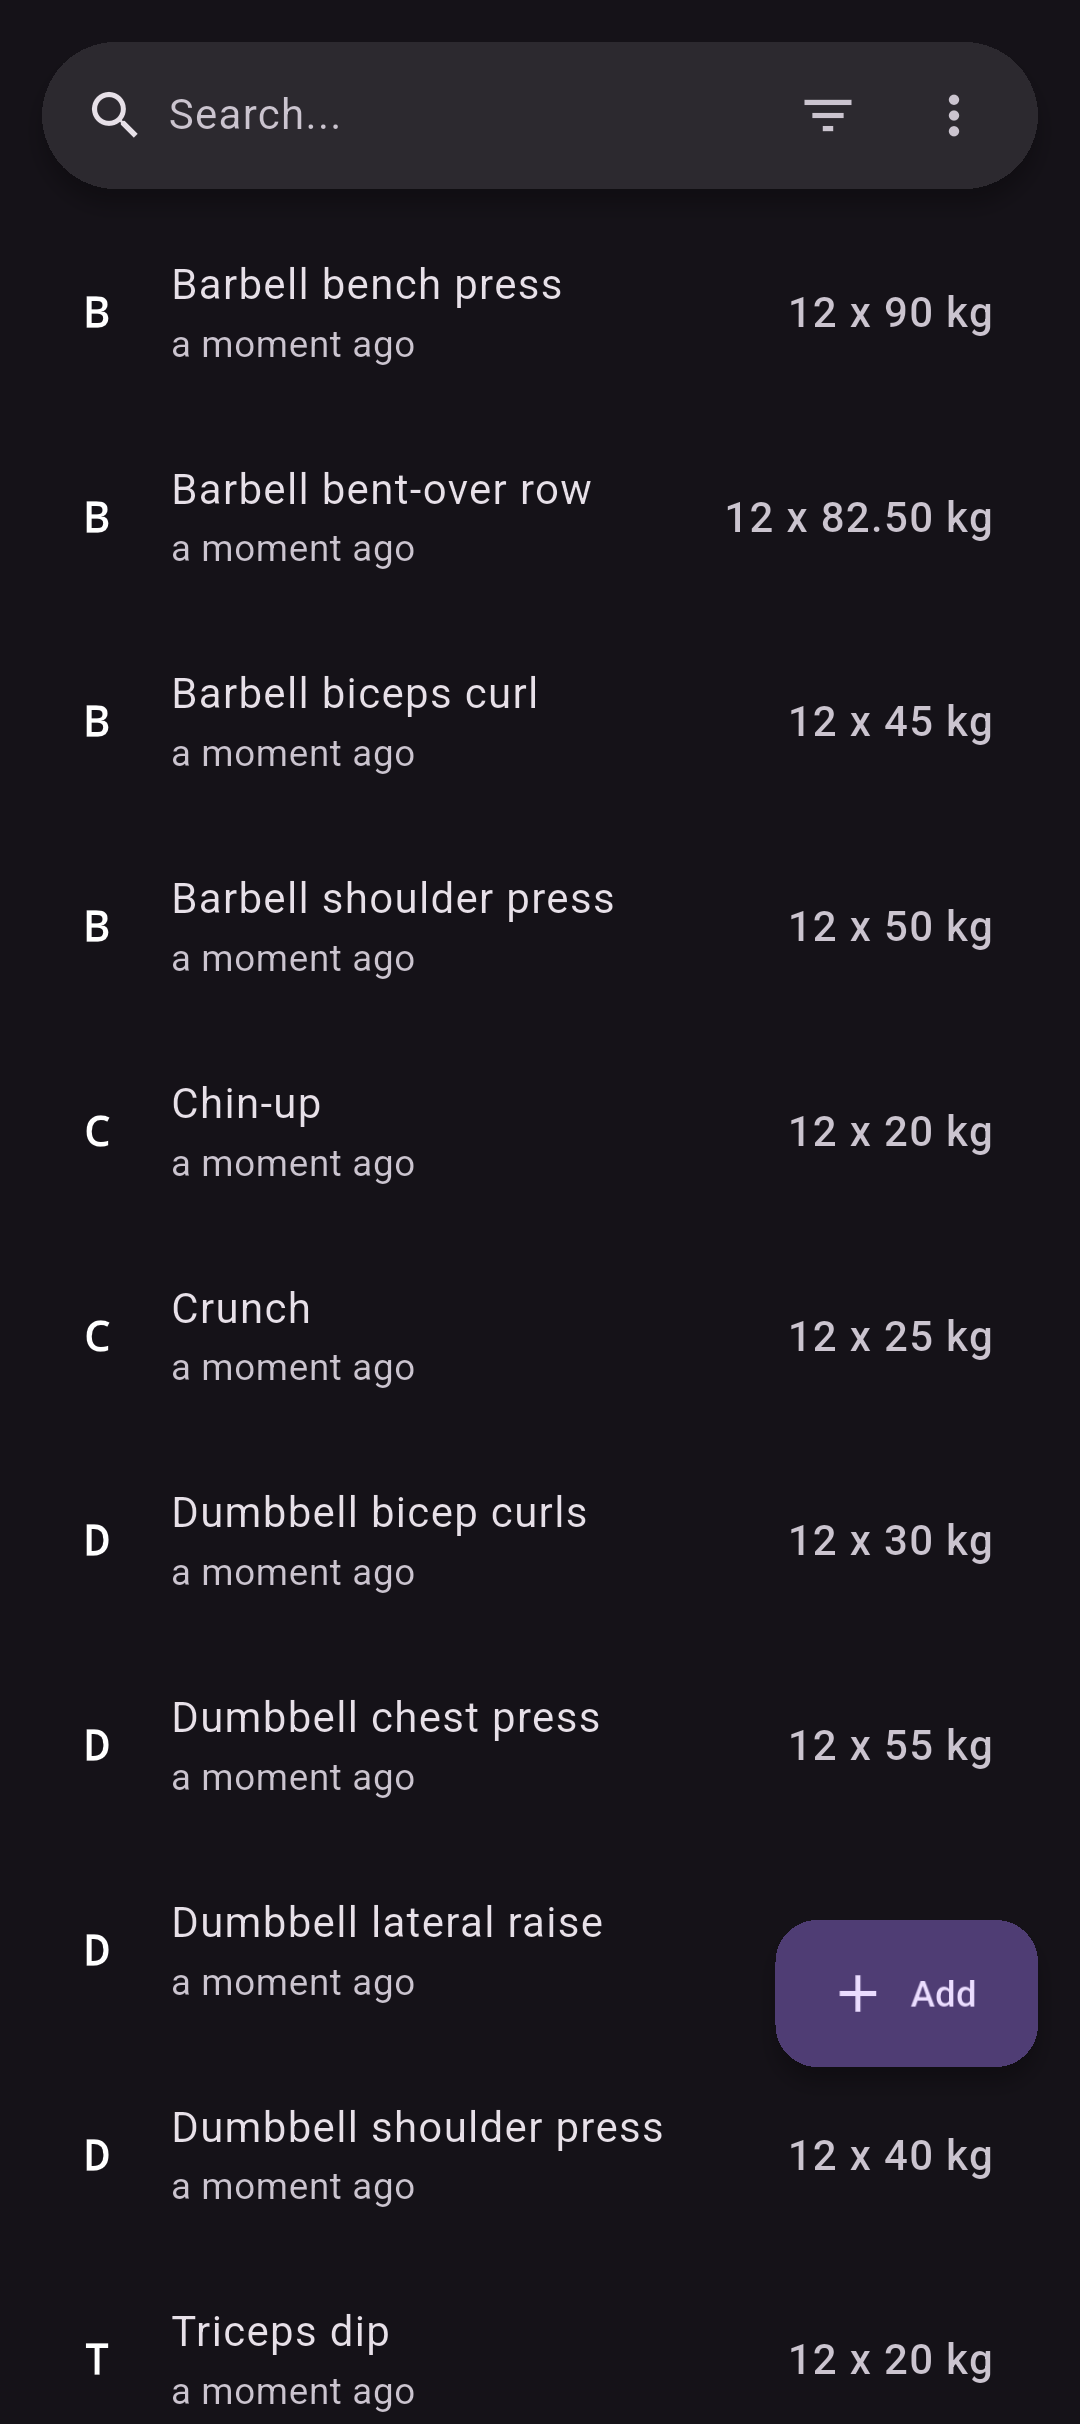 Search...
B
Barbell bench press
a moment ago
12 x 90 kg
B
Barbell bent-over row
a moment ago
12 x 82.50 kg
B
Barbell biceps curl
a moment ago
12 x 45 kg
B
Barbell shoulder press
a moment ago
12 x 50 kg
C
Chin-up
a moment ago
12 x 20 kg
C
Crunch
a moment ago
12 x 25 kg
D
Dumbbell bicep curls
a moment ago
12 x 30 kg
D
Dumbbell chest press
a moment ago
12 x 55 kg
D
Dumbbell lateral raise
a moment ago
Add
D
Dumbbell shoulder press
a moment ago
12 x 40 kg
T
Triceps dip
a moment ago
12 x 20 kg